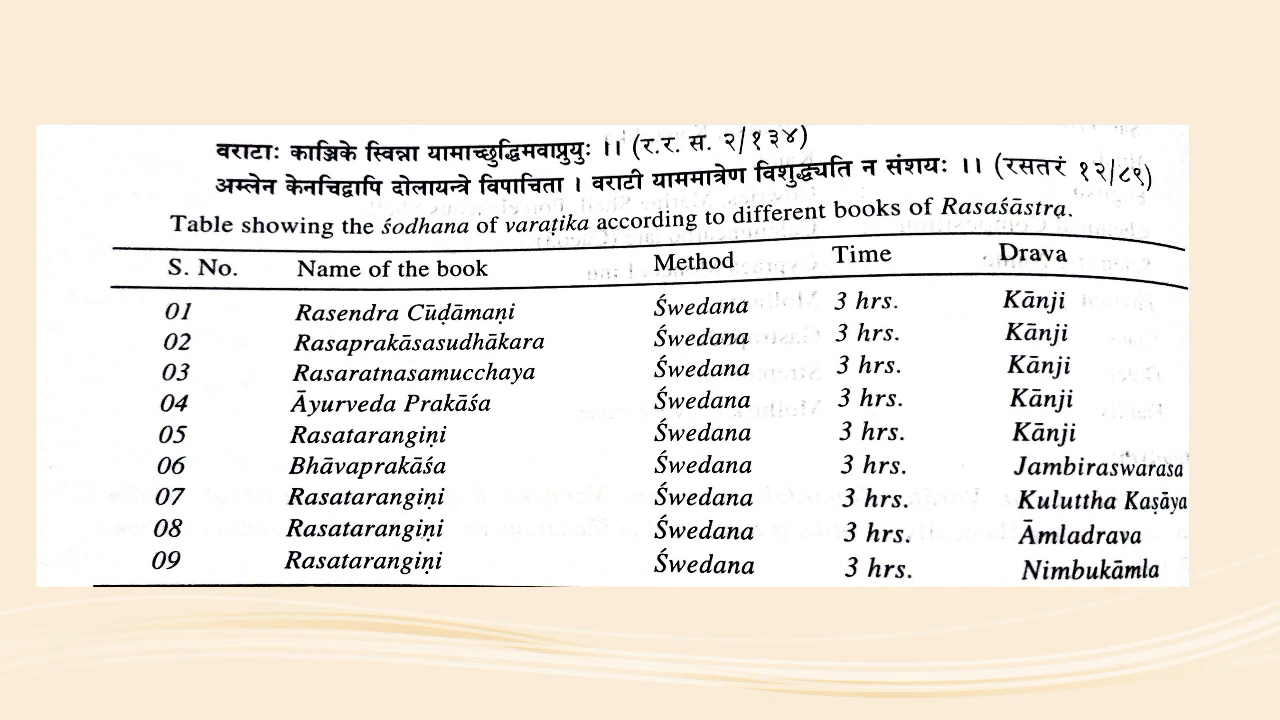 वराटाः काञ्जिके स्विन्ना यामाच्छुद्धिमवाप्नुयुः ।। (र.र. स. २/१३४)
अम्लेन केनचिद्वापि दोलायन्त्रे विपाचिता । वराटी याममात्रेण विशुद्ध्यति न संशयः ।। (रसतरं १२/८९)
Table showing the śodhana of varaṭika according to different books of Rasaśāstra.
S. No. Name of the book Method Time Drava
01 Rasendra Cūḍāmaṇi Śwedana 3 hrs. Kānji
02 Rasaprakāsasudhākara Śwedana 3 hrs. Kānji
03 Rasaratnasamucchaya Śwedana 3 hrs. Kānji
04 Āyurveda Prakāśa Śwedana 3 hrs. Kānji
05 Rasatarangiṇi Śwedana 3 hrs. Kānji
06 Bhāvaprakāśa Śwedana 3 hrs. Jambiraswarasa
07 Rasatarangiṇi Śwedana 3 hrs. Kuluttha Kaṣāya
08 Rasatarangiṇi Śwedana 3 hrs. Āmladrava
09 Rasatarangiṇi Śwedana 3 hrs. Nimbukāmla